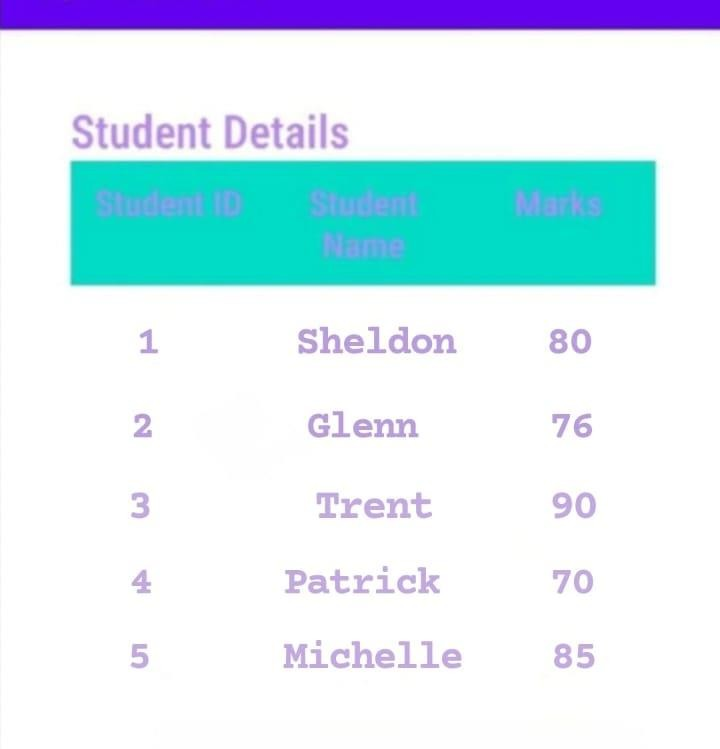 Student Details
Student ID Student Name Marks
1 Sheldon 80
2 Glenn 76
3 Trent 90
4 Patrick 70
5 Michelle 85